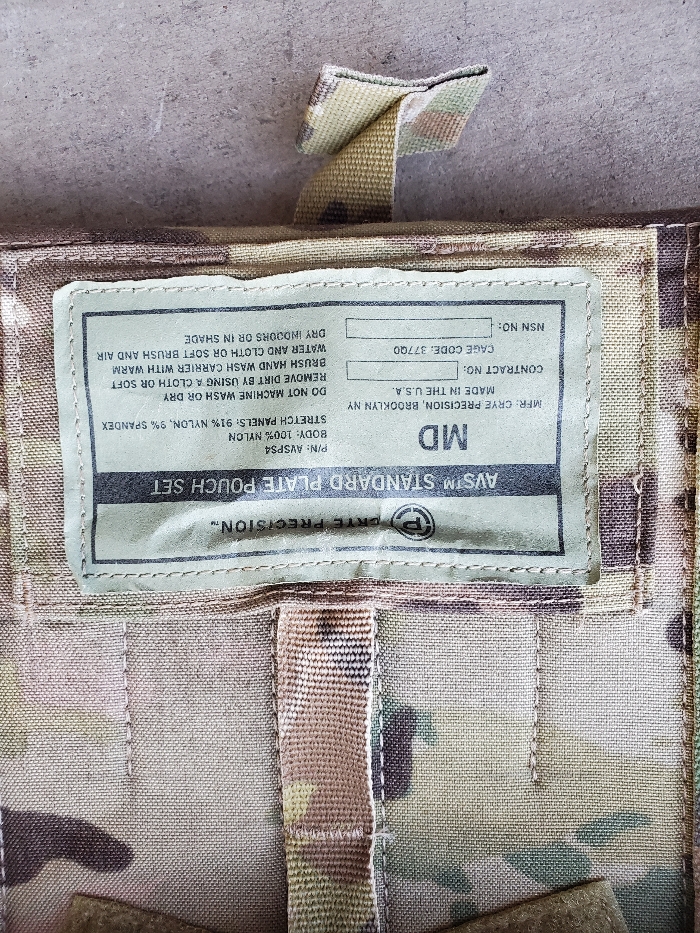 CRYE PRECISION™
AVS™ STANDARD PLATE POUCH SET
MD
MFR: CRYE PRECISION, BROOKLYN NY
MADE IN THE U.S.A.
CONTRACT NO:
CAGE CODE: 377Q0
NSN NO:
P/N: AVSPS4
BODY: 100% NYLON
STRETCH PANELS: 91% NYLON, 9% SPANDEX
DO NOT MACHINE WASH OR DRY
REMOVE DIRT BY USING A CLOTH OR SOFT
BRUSH HAND WASH CARRIER WITH WARM
WATER AND CLOTH OR SOFT BRUSH AND AIR
DRY INDOORS OR IN SHADE